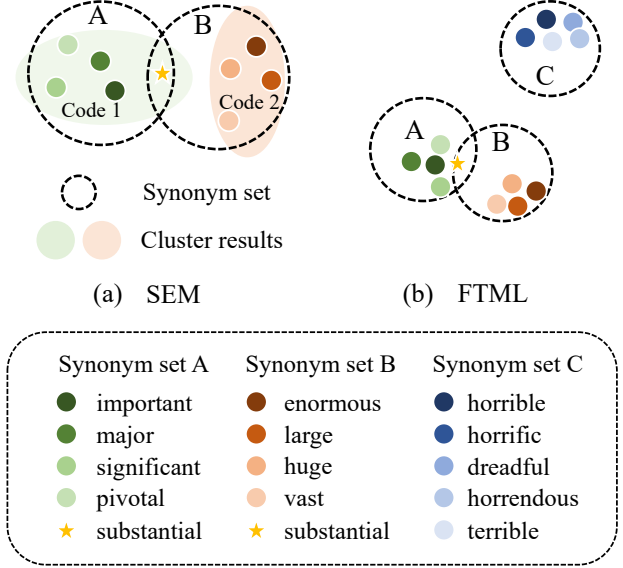 A
B
Code 1
Code 2
Synonym set
Cluster results
(a) SEM
C
A
B
(b) FTML
Synonym set A
important
major
significant
pivotal
substantial
Synonym set B
enormous
large
huge
vast
substantial
Synonym set C
horrible
horrific
dreadful
horrendous
terrible